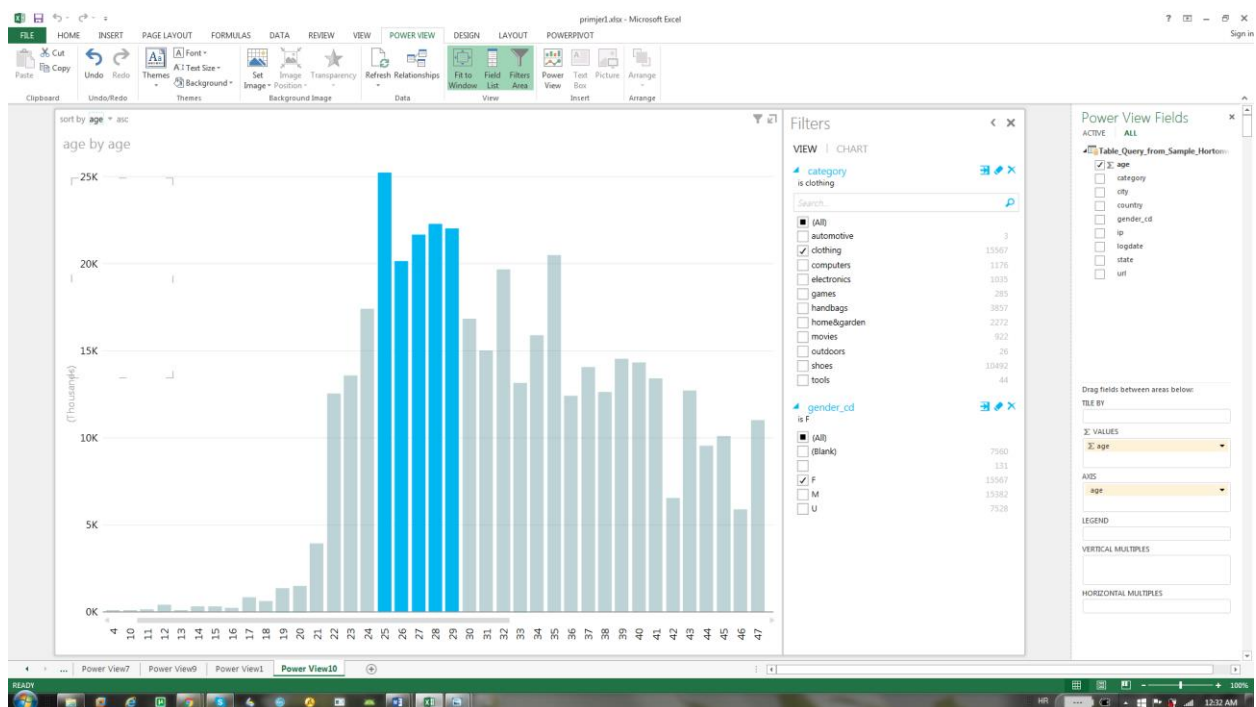 primjer1.xlsx - Microsoft Excel
Sign in
FILE HOME INSERT PAGE LAYOUT FORMULAS DATA REVIEW VIEW POWER VIEW DESIGN LAYOUT POWERPIVOT
Cut
Copy
Paste
Undo Redo
Themes
Font
Text Size
Background
Set Image
Image Position
Transparency
Refresh Relationships
Fit to Window
Field List
Filters Area
Power View
Text Box
Picture
Arrange
Clipboard Undo/Redo Themes Background Image Data View Insert Arrange
sort by age asc
age by age
25K
20K
15K
10K
5K
0K
(Thousands)
4 10 11 12 13 14 15 16 17 18 19 20 21 22 23 24 25 26 27 28 29 30 31 32 33 34 35 36 37 38 39 40 41 42 43 44 45 46 47
Filters
VIEW | CHART
category
is clothing
Search...
(All)
automotive 3
clothing 15567
computers 1176
electronics 1035
games 285
handbags 3857
home&garden 2272
movies 922
outdoors 26
shoes 10492
tools 44
gender_cd
is F
(All)
(Blank) 7560
131
F 15567
M 15382
U 7528
Power View Fields
ACTIVE ALL
Table_Query_from_Sample_Horton
∑ age
category
city
country
gender_cd
ip
logdate
state
url
Drag fields between areas below:
TILE BY
∑ VALUES
∑ age
AXIS
age
LEGEND
VERTICAL MULTIPLES
HORIZONTAL MULTIPLES
... Power View7 Power View9 Power View1 Power View10
READY
100%
HR
12:32 AM